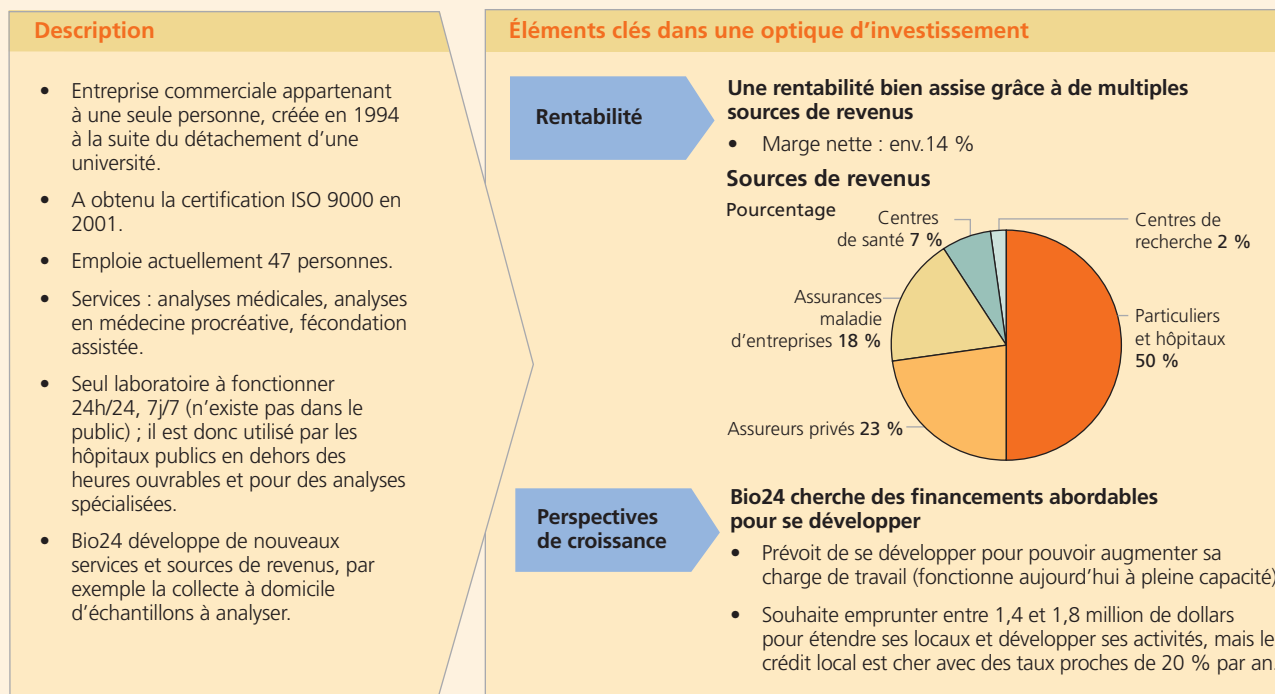 Description
• Entreprise commerciale appartenant
à une seule personne, créée en 1994
à la suite du détachement d'une
université.
• A obtenu la certification ISO 9000 en
2001.
• Emploie actuellement 47 personnes.
• Services : analyses médicales, analyses
en médecine procréative, fécondation
assistée.
• Seul laboratoire à fonctionner
24h/24, 7j/7 (n'existe pas dans le
public) ; il est donc utilisé par les
hôpitaux publics en dehors des
heures ouvrables et pour des analyses
spécialisées.
• Bio24 développe de nouveaux
services et sources de revenus, par
exemple la collecte à domicile
d'échantillons à analyser.
Éléments clés dans une optique d'investissement
Rentabilité
Une rentabilité bien assise grâce à de multiples
sources de revenus
• Marge nette : env.14 %
Sources de revenus
Pourcentage
Centres
de santé 7 %
Centres de
recherche 2 %
Assurances
maladie
d'entreprises 18 %
Particuliers
et hôpitaux
50 %
Assureurs privés 23 %
Perspectives
de croissance
Bio24 cherche des financements abordables
pour se développer
• Prévoit de se développer pour pouvoir augmenter sa
charge de travail (fonctionne aujourd'hui à pleine capacité)
• Souhaite emprunter entre 1,4 et 1,8 million de dollars
pour étendre ses locaux et développer ses activités, mais le
crédit local est cher avec des taux proches de 20 % par an.